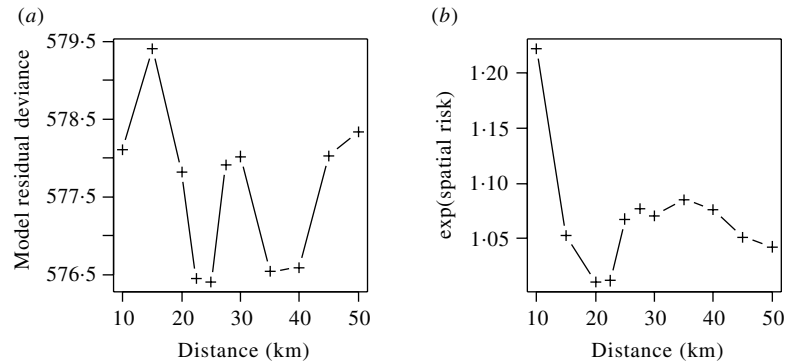 (a)
Model residual deviance
579·5
578·5
577·5
576·5
10 20 30 40 50
Distance (km)
(b)
exp(spatial risk)
1·20
1·15
1·10
1·05
10 20 30 40 50
Distance (km)